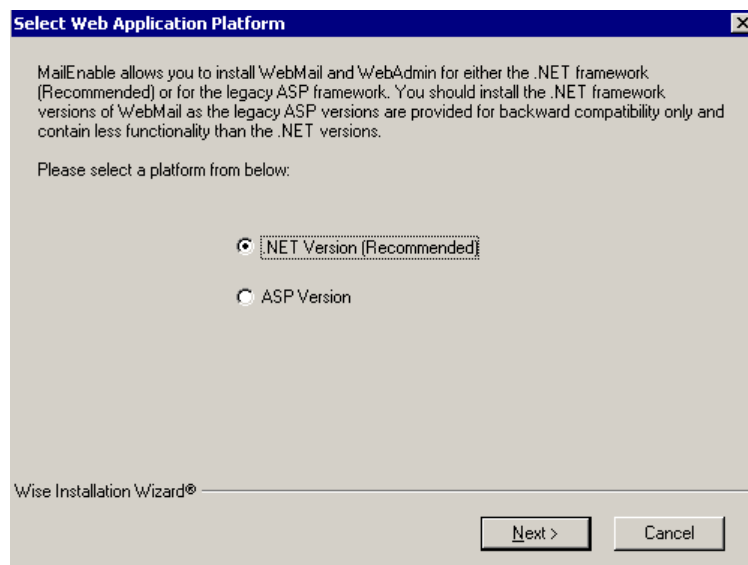 Select Web Application Platform
MailEnable allows you to install WebMail and WebAdmin for either the .NET framework
(Recommended) or for the legacy ASP framework. You should install the .NET framework
versions of WebMail as the legacy ASP versions are provided for backward compatibility only and
contain less functionality than the .NET versions.
Please select a platform from below:
.NET Version (Recommended)
ASP Version
Wise Installation Wizard®
Next >
Cancel